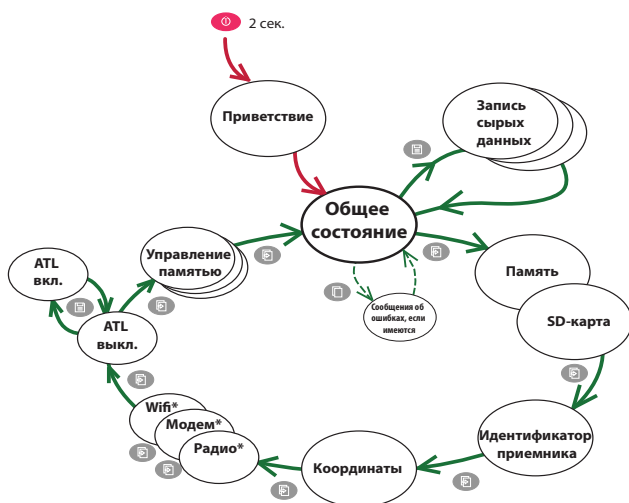 2 сек.
Приветствие
Запись
сырых
данных
Общее
состояние
Управление
памятью
ATL
вкл.
ATL
выкл.
Сообщения об
ошибках, если
имеются
Память
SD-карта
Wifi*
Модем*
Радио*
Координаты
Идентификатор
приемника